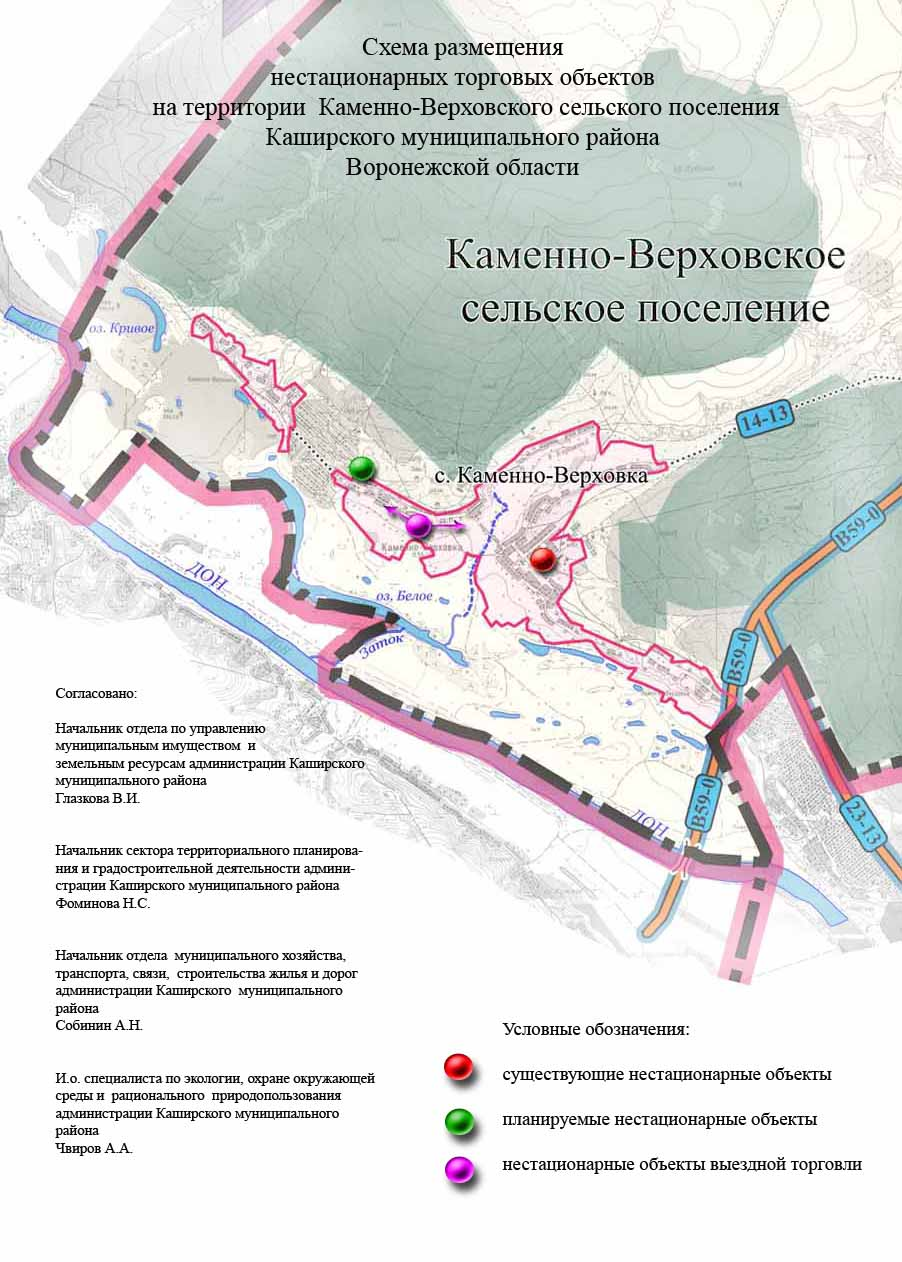 Схема размещения
нестационарных торговых объектов
на территории Каменно-Верховского сельского поселения
Каширского муниципального района
Воронежской области
Каменно-Верховское
сельское поселение
ДОН
оз. Кривое
14-13
с. Каменно-Верховка
В59-0
Каменно-Верховка
ДОН
оз. Белое
ДОН
Заток
В59-0
В59-0
ДОН
23-13
Согласовано:
Начальник отдела по управлению
муниципальным имуществом и
земельным ресурсам администрации Каширского
муниципального района
Глазкова В.И.
Начальник сектора территориального планирова-
ния и градостроительной деятельности админи-
страции Каширского муниципального района
Фоминова Н.С.
Начальник отдела муниципального хозяйства,
транспорта, связи, строительства жилья и дорог
администрации Каширского муниципального
района
Собинин А.Н.
И.о. специалиста по экологии, охране окружающей
среды и рационального природопользования
администрации Каширского муниципального
района
Чвиров А.А.
Условные обозначения:
существующие нестационарные объекты
планируемые нестационарные объекты
нестационарные объекты выездной торговли